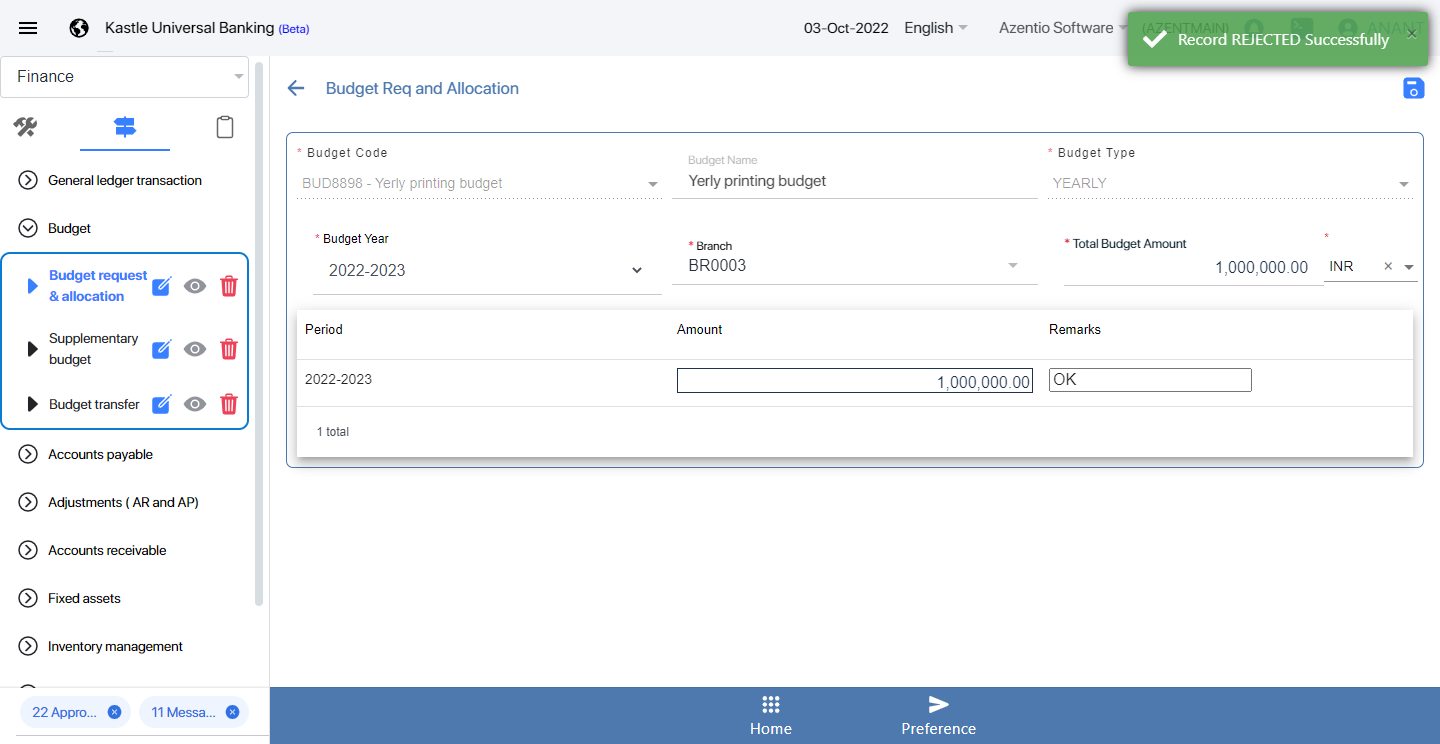 Kastle Universal Banking (Beta)
03-Oct-2022
English
Azentio Software
(AZENTMAIN)
ANANT
Record REJECTED Successfully
×
Finance
Budget Req and Allocation
General ledger transaction
Budget
Budget request
& allocation
Supplementary
budget
Budget transfer
Accounts payable
Adjustments ( AR and AP)
Accounts receivable
Fixed assets
Inventory management
22 Appro...
11 Messa...
* Budget Code
BUD8898 - Yerly printing budget
Budget Name
Yerly printing budget
* Budget Type
YEARLY
* Budget Year
2022-2023
* Branch
BR0003
* Total Budget Amount
1,000,000.00
*
INR ×
Period Amount Remarks
2022-2023 1,000,000.00 OK
1 total
Home
Preference